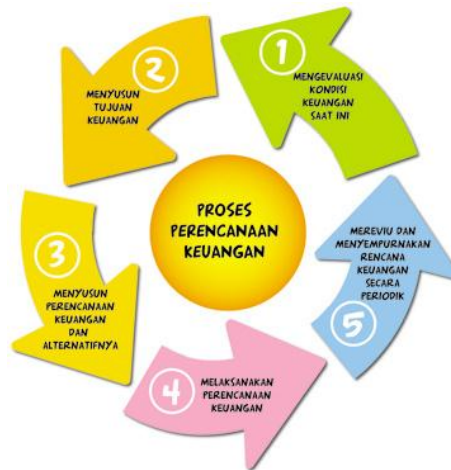 PROSES
PERENCANAAN
KEUANGAN
1
MENGEVALUASI
KONDISI
KEUANGAN
SAAT INI
2
MENYUSUN
TUJUAN
KEUANGAN
3
MENYUSUN
PERENCANAAN
KEUANGAN
DAN
ALTERNATIFNYA
4
MELAKSANAKAN
PERENCANAAN
KEUANGAN
MEREVIU DAN
MENYEMPURNAKAN
RENCANA
KEUANGAN
SECARA
PERIODIK
5